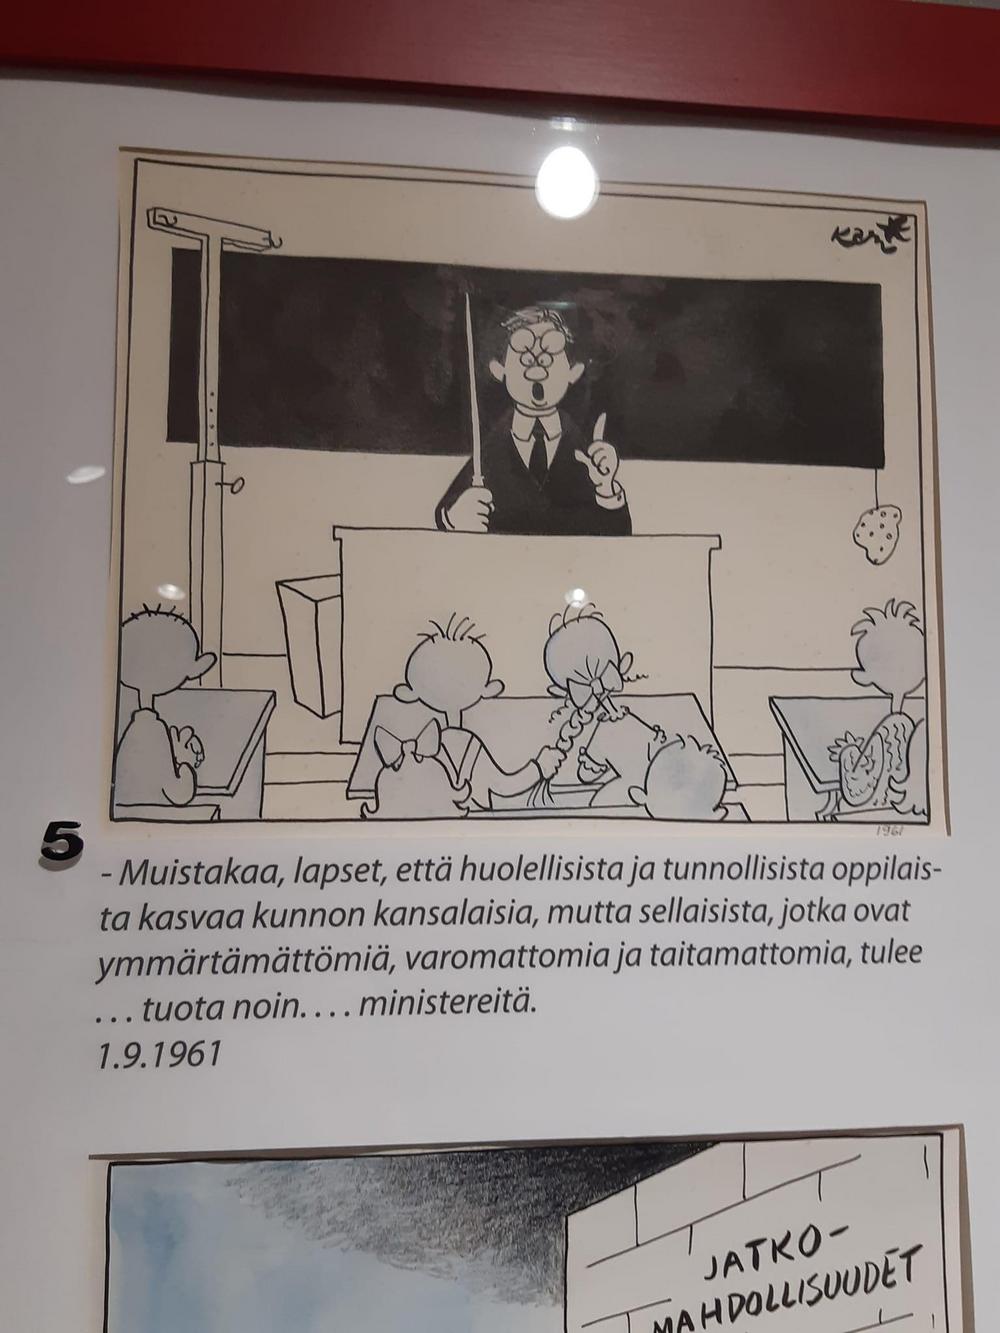 Kari
1961
5
- Muistakaa, lapset, että huolellisista ja tunnollisista oppilais-
ta kasvaa kunnon kansalaisia, mutta sellaisista, jotka ovat
ymmärtämättömiä, varomattomia ja taitamattomia, tulee
... tuota noin.... ministereitä.
1.9.1961
JATKO-
MAHDOLLISUUDET